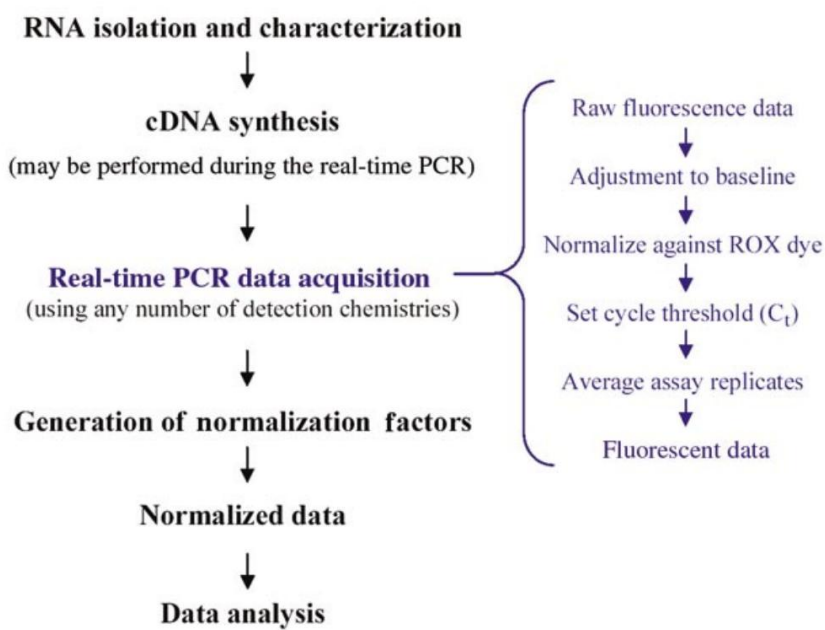 RNA isolation and characterization
cDNA synthesis
(may be performed during the real-time PCR)
Real-time PCR data acquisition
(using any number of detection chemistries)
Generation of normalization factors
Normalized data
Data analysis
Raw fluorescence data
Adjustment to baseline
Normalize against ROX dye
Set cycle threshold (Ct)
Average assay replicates
Fluorescent data